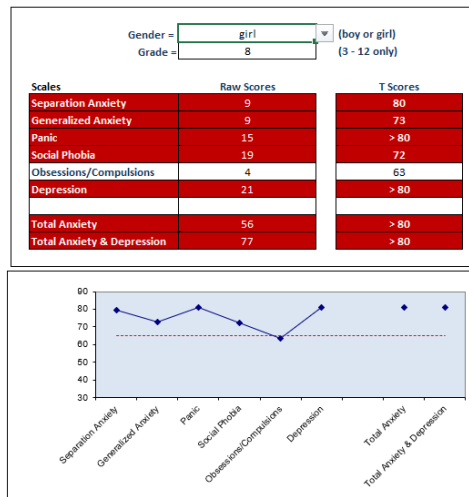 Gender = girl (boy or girl)
Grade = 8 (3 - 12 only)
Scales Raw Scores T Scores
Separation Anxiety 9 80
Generalized Anxiety 9 73
Panic 15 > 80
Social Phobia 19 72
Obsessions/Compulsions 4 63
Depression 21 > 80
Total Anxiety 56 > 80
Total Anxiety & Depression 77 > 80
90
80
70
60
50
40
30
Separation Anxiety
Generalized Anxiety
Panic
Social Phobia
Obsessions/Compulsions
Depression
Total Anxiety
Total Anxiety & Depression